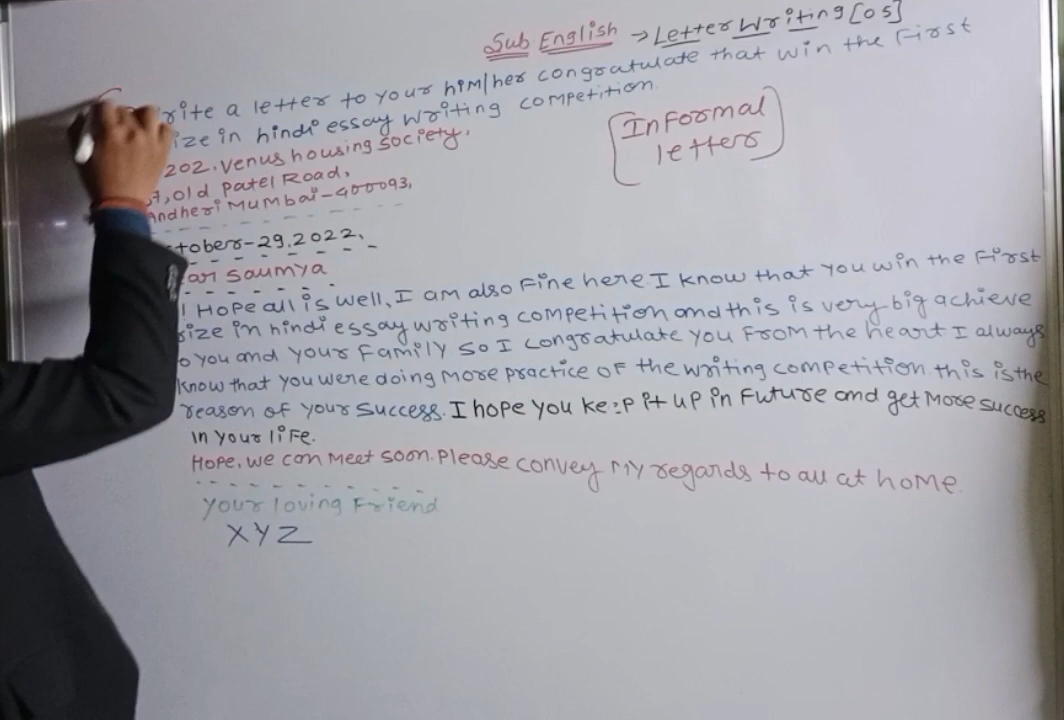 Sub English → Letter Writing [05]
rite a letter to your him/her congratulate that win the First
ize in hindi essay writing competition.
[Informal
letters]
202. venus housing society,
old patel Road,
andheri Mumbai-400093,
tober-29.2022.
ar saumya
! Hope all is well, I am also Fine here. I know that you win the First
ize in hindi essay writing competition and this is very big achieve
o you and your Family so I congratulate you From the heart I always
know that you were doing more practice of the writing competition. this is the
reason of your success. I hope you keep it up in Future and get More success
in your life.
Hope, we can Meet soon. Please convey My regards to all at home.
your loving Friend
XYZ